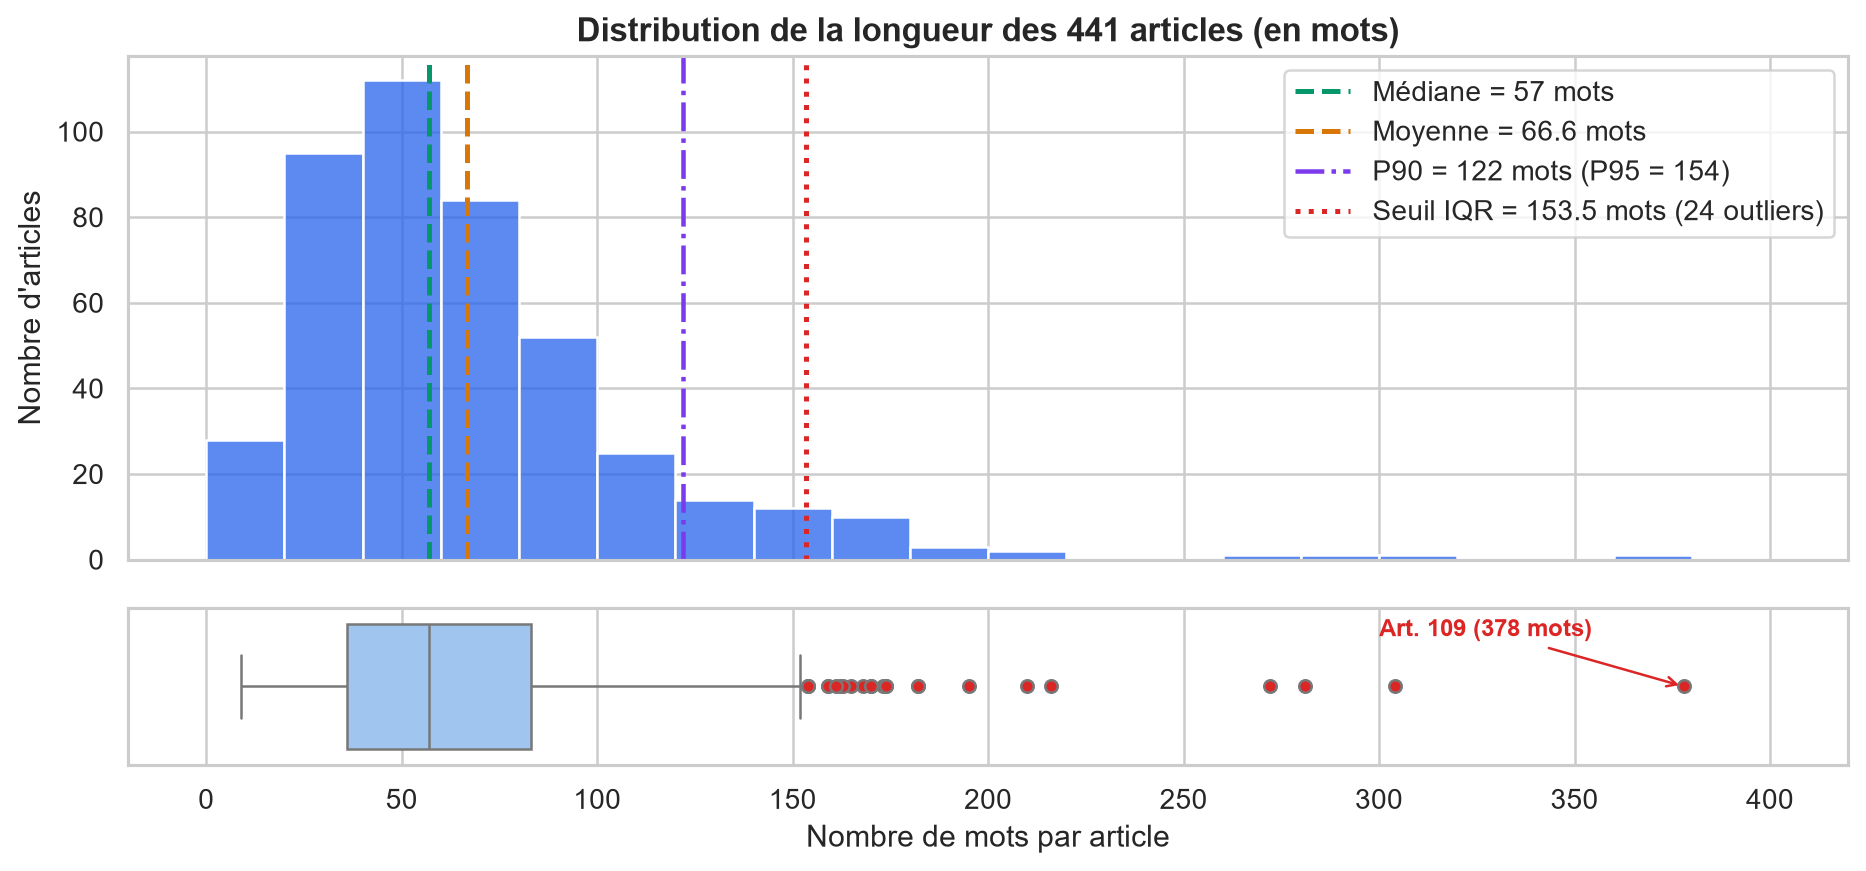 Distribution de la longueur des 441 articles (en mots)
Médiane = 57 mots
Moyenne = 66.6 mots
P90 = 122 mots (P95 = 154)
Seuil IQR = 153.5 mots (24 outliers)
Nombre d'articles
100
80
60
40
20
0
Art. 109 (378 mots)
0 50 100 150 200 250 300 350 400
Nombre de mots par article